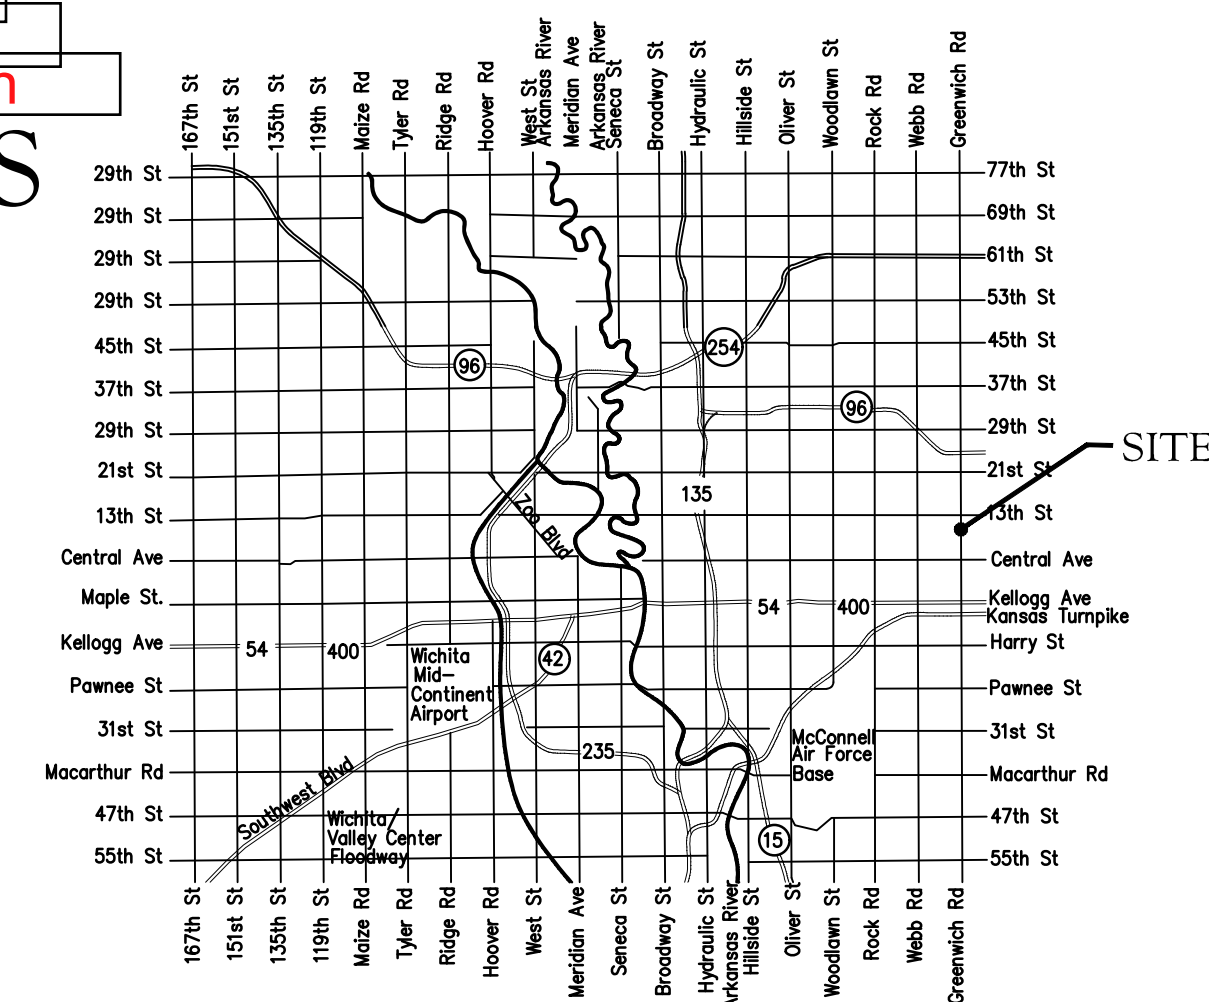 n
S
167th St
151st St
135th St
119th St
Maize Rd
Tyler Rd
Ridge Rd
Hoover Rd
West St
Arkansas River
Meridian Ave
Arkansas River
Seneca St
Broadway St
Hydraulic St
Hillside St
Oliver St
Woodlawn St
Rock Rd
Webb Rd
Greenwich Rd
29th St
77th St
29th St
69th St
29th St
61th St
29th St
53th St
45th St
254
45th St
96
37th St
37th St
96
29th St
29th St
SITE
21st St
21st St
135
13th St
Zoo Blvd
13th St
Central Ave
Central Ave
Maple St.
54
400
Kellogg Ave
Kansas Turnpike
Kellogg Ave
54
400
Harry St
Wichita
Mid-
Continent
Airport
42
Pawnee St
Pawnee St
31st St
31st St
235
McConnell
Air Force
Base
Macarthur Rd
Macarthur Rd
Southwest Blvd
47th St
47th St
Wichita/
Valley Center
Floodway
15
55th St
55th St
167th St
151st St
135th St
119th St
Maize Rd
Tyler Rd
Ridge Rd
Hoover Rd
West St
Meridian Ave
Seneca St
Broadway St
Hydraulic St
Arkansas River
Hillside St
Oliver St
Woodlawn St
Rock Rd
Webb Rd
Greenwich Rd